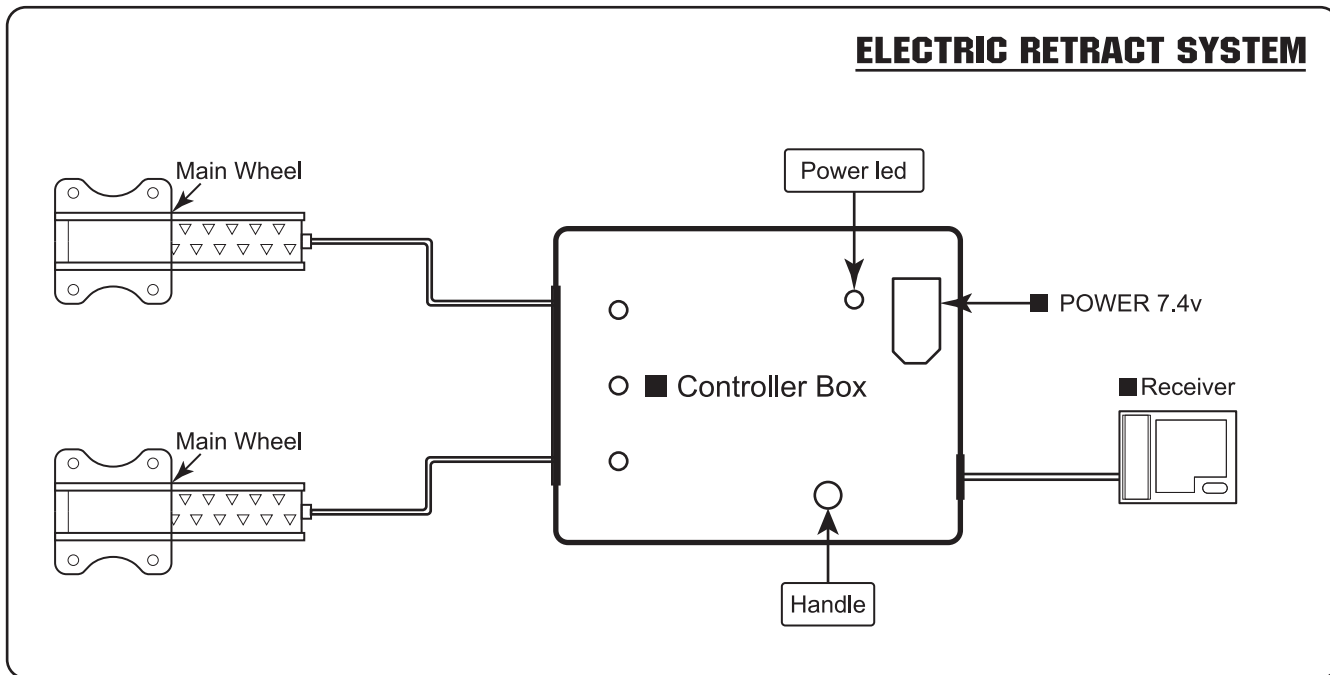 ELECTRIC RETRACT SYSTEM
Main Wheel
Power led
POWER 7.4v
Controller Box
Receiver
Main Wheel
Handle